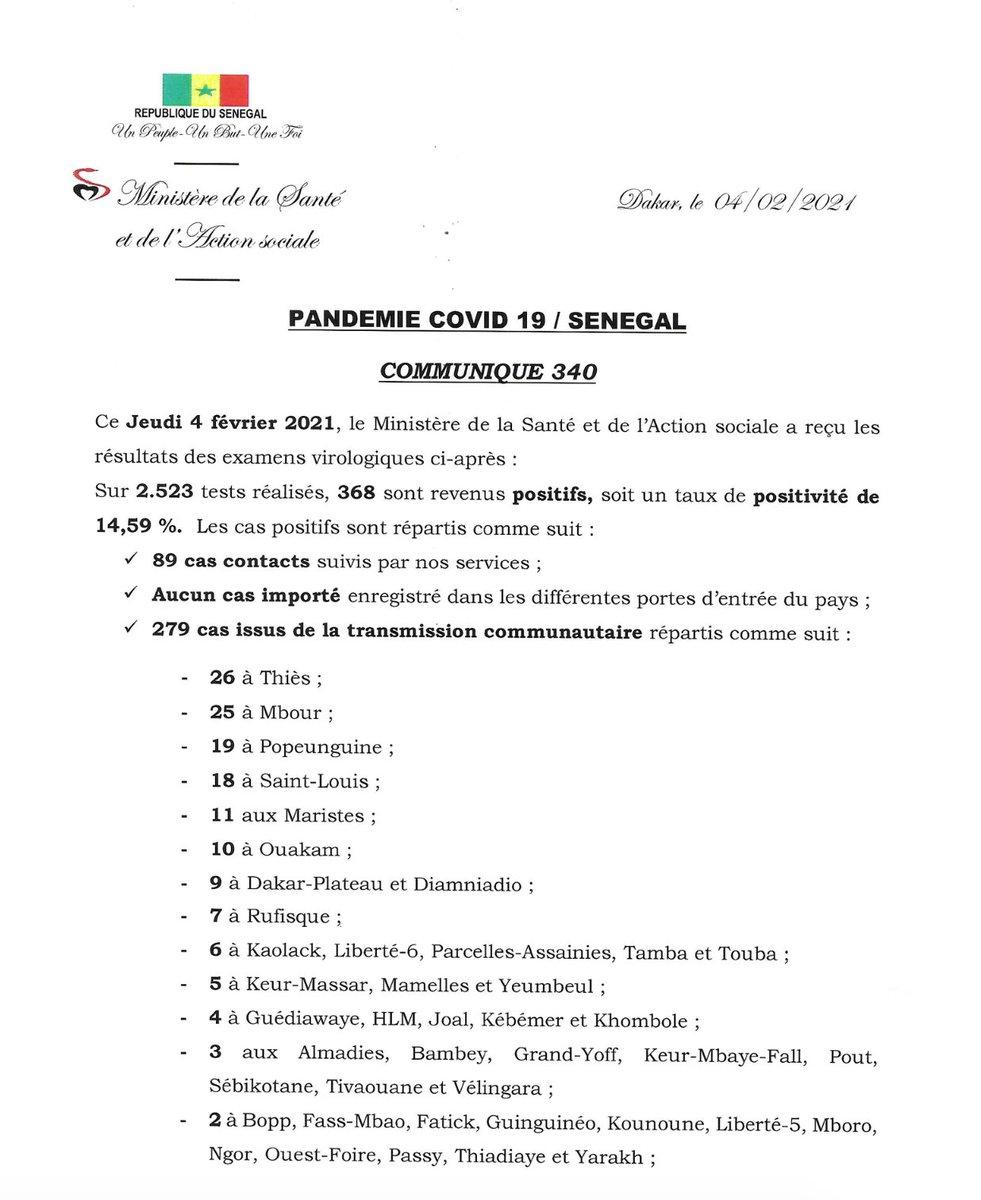 REPUBLIQUE DU SENEGAL
Un Peuple-Un But-Une Foi
Ministère de la Santé
et de l'Action sociale
Dakar, le 04/02/2021
PANDEMIE COVID 19 / SENEGAL
COMMUNIQUE 340
Ce Jeudi 4 février 2021, le Ministère de la Santé et de l'Action sociale a reçu les
résultats des examens virologiques ci-après :
Sur 2.523 tests réalisés, 368 sont revenus positifs, soit un taux de positivité de
14,59 %. Les cas positifs sont répartis comme suit :
✓ 89 cas contacts suivis par nos services ;
✓ Aucun cas importé enregistré dans les différentes portes d'entrée du pays ;
✓ 279 cas issus de la transmission communautaire répartis comme suit :
- 26 à Thiès ;
- 25 à Mbour ;
- 19 à Popeunguine ;
- 18 à Saint-Louis ;
- 11 aux Maristes ;
- 10 à Ouakam ;
- 9 à Dakar-Plateau et Diamniadio ;
- 7 à Rufisque ;
- 6 à Kaolack, Liberté-6, Parcelles-Assainies, Tamba et Touba ;
- 5 à Keur-Massar, Mamelles et Yeumbeul ;
- 4 à Guédiawaye, HLM, Joal, Kébémer et Khombole ;
- 3 aux Almadies, Bambey, Grand-Yoff, Keur-Mbaye-Fall, Pout,
Sébikotane, Tivaouane et Vélingara ;
- 2 à Bopp, Fass-Mbao, Fatick, Guinguinéo, Kounoune, Liberté-5, Mboro,
Ngor, Ouest-Foire, Passy, Thiadiaye et Yarakh ;